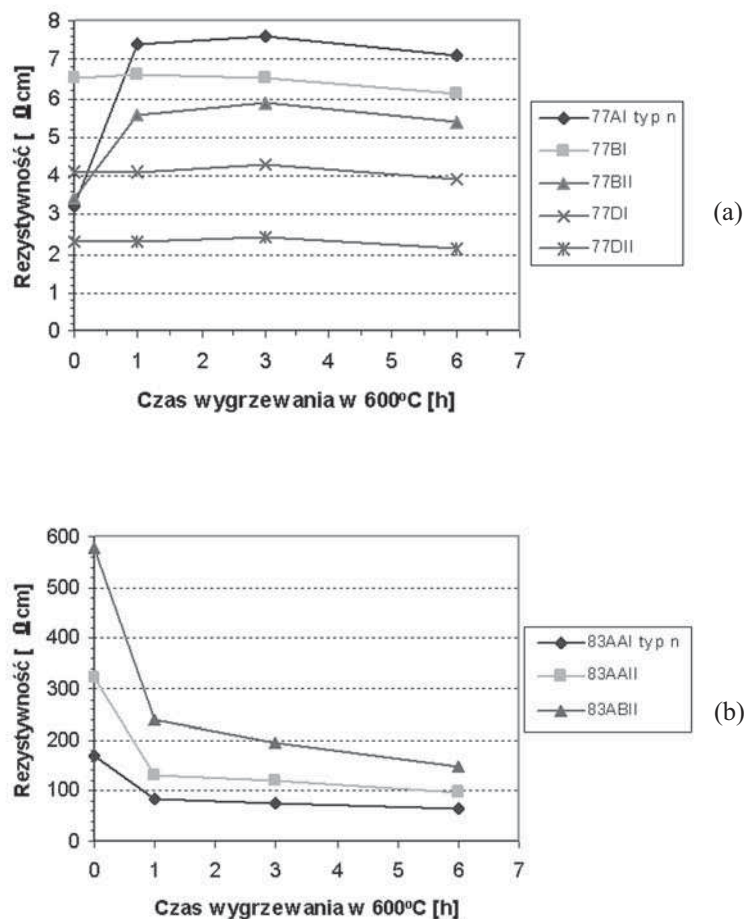 8
7
6
5
4
3
2
1
0
Rezystywność [ Ωcm]
0 1 2 3 4 5 6 7
Czas wygrzewania w 600ºC [h]
77AI typ n
77BI
77BII
77DI
77DII
(a)
600
500
400
300
200
100
0
Rezystywność [ Ωcm]
0 1 2 3 4 5 6 7
Czas wygrzewania w 600ºC [h]
83AAI typ n
83AAII
83ABII
(b)